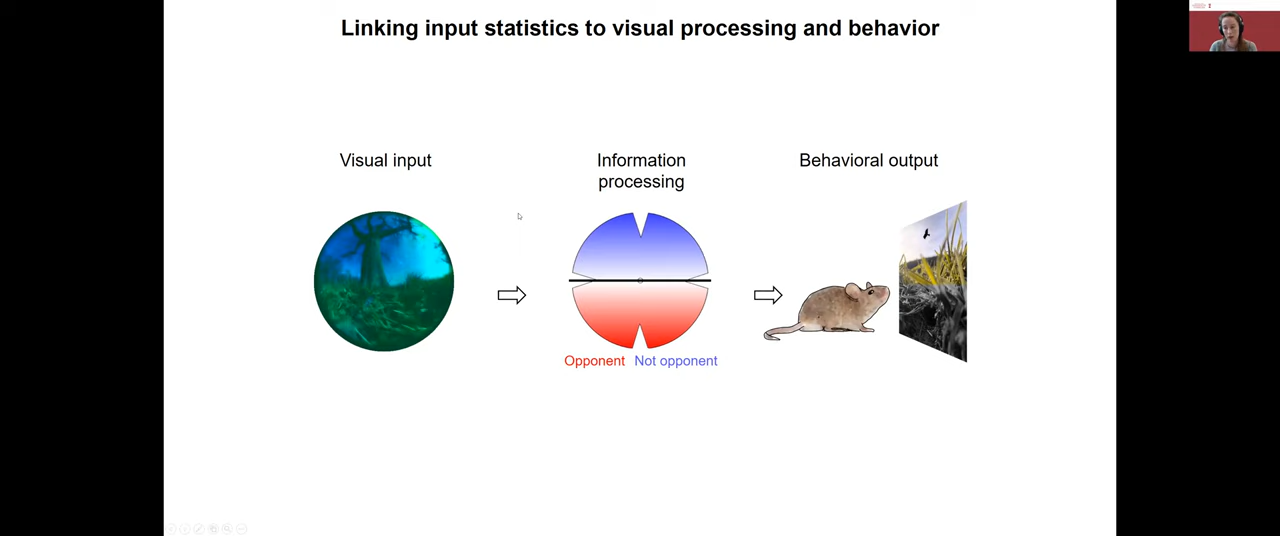 Linking input statistics to visual processing and behavior
Visual input
Information
processing
Behavioral output
Opponent
Not opponent